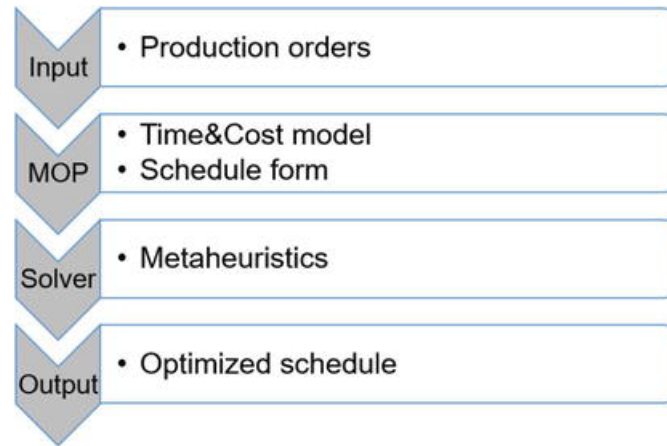 Input
• Production orders
MOP
• Time&Cost model
• Schedule form
Solver
• Metaheuristics
Output
• Optimized schedule